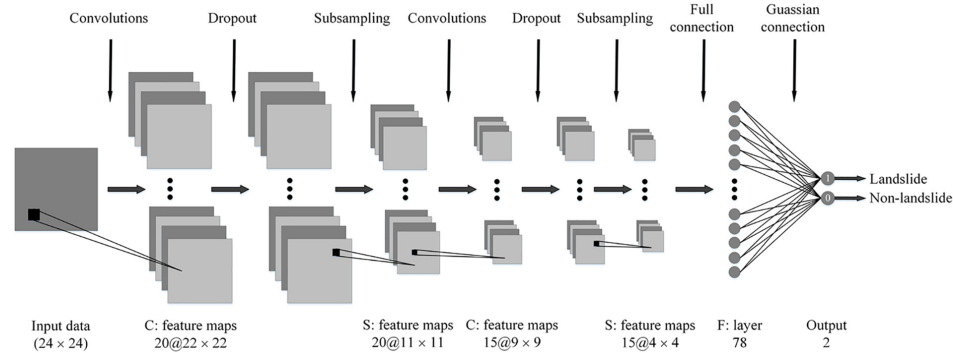 Convolutions Dropout Subsampling Convolutions Dropout Subsampling Full connection Guassian connection
1 Landslide
0 Non-landslide
Input data (24 × 24)
C: feature maps 20@22 × 22
S: feature maps 20@11 × 11
C: feature maps 15@9 × 9
S: feature maps 15@4 × 4
F: layer 78
Output 2